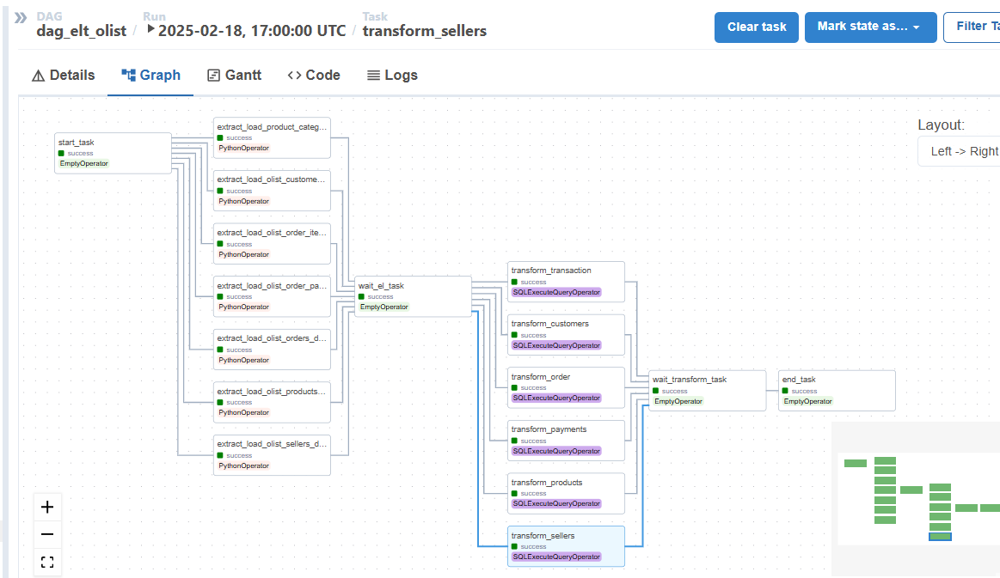 DAG
dag_elt_olist
/
Run
2025-02-18, 17:00:00 UTC
/
Task
transform_sellers
Clear task
Mark state as...
Filter Ta
Details
Graph
Gantt
Code
Logs
Layout:
Left -> Right
start_task
success
EmptyOperator
extract_load_product_categ...
success
PythonOperator
extract_load_olist_custome...
success
PythonOperator
extract_load_olist_order_ite...
success
PythonOperator
extract_load_olist_order_pa...
success
PythonOperator
extract_load_olist_orders_d...
success
PythonOperator
extract_load_olist_products...
success
PythonOperator
extract_load_olist_sellers_d...
success
PythonOperator
wait_el_task
success
EmptyOperator
transform_transaction
success
SQLExecuteQueryOperator
transform_customers
success
SQLExecuteQueryOperator
transform_order
success
SQLExecuteQueryOperator
transform_payments
success
SQLExecuteQueryOperator
transform_products
success
SQLExecuteQueryOperator
transform_sellers
success
SQLExecuteQueryOperator
wait_transform_task
success
EmptyOperator
end_task
success
EmptyOperator